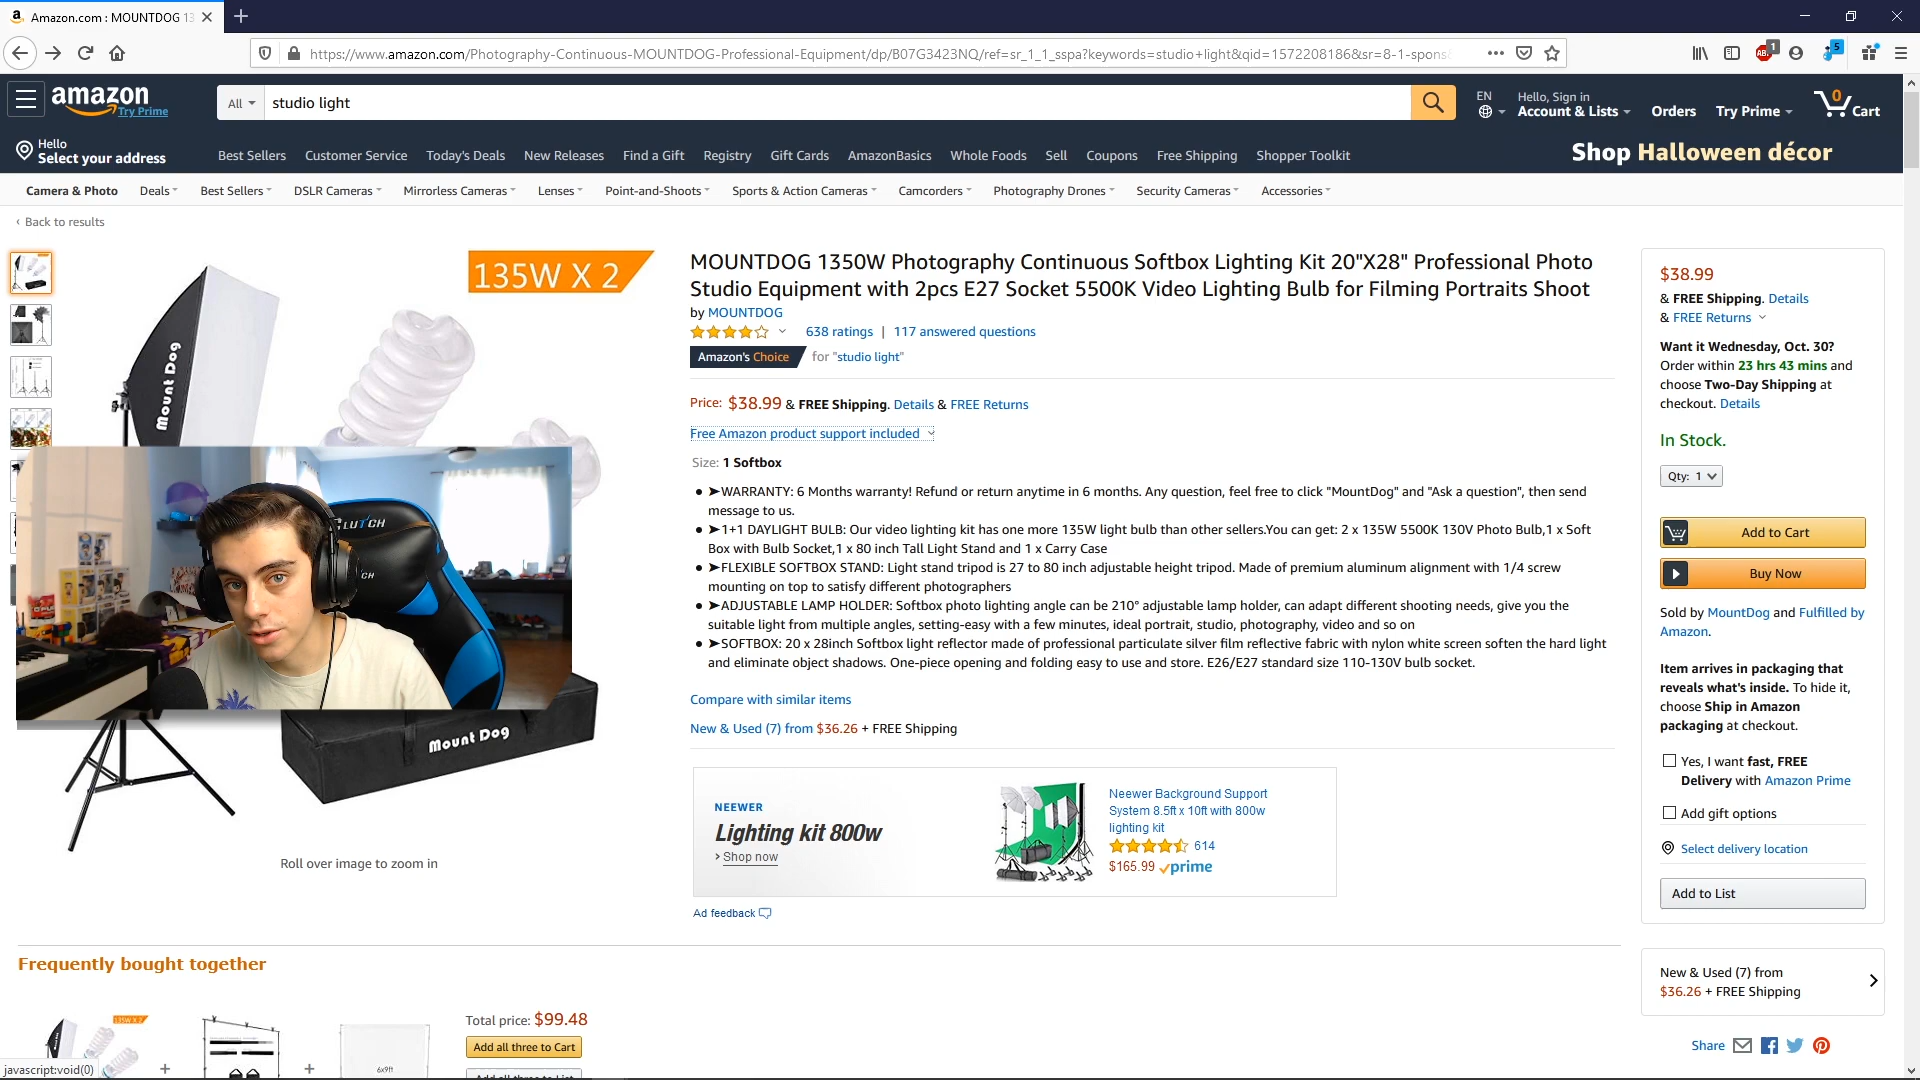 Amazon.com : MOUNTDOG 13
https://www.amazon.com/Photography-Continuous-MOUNTDOG-Professional-Equipment/dp/B07G3423NQ/ref=sr_1_1_sspa?keywords=studio+light&qid=1572208186&sr=8-1-spons
1
5
amazon
Try Prime
All
studio light
EN
Hello, Sign in
Account & Lists
Orders
Try Prime
0
Cart
Hello
Select your address
Best Sellers
Customer Service
Today's Deals
New Releases
Find a Gift
Registry
Gift Cards
AmazonBasics
Whole Foods
Sell
Coupons
Free Shipping
Shopper Toolkit
Shop Halloween décor
Camera & Photo
Deals
Best Sellers
DSLR Cameras
Mirrorless Cameras
Lenses
Point-and-Shoots
Sports & Action Cameras
Camcorders
Photography Drones
Security Cameras
Accessories
‹ Back to results
135W X 2
Mount Dog
CLUTCH
CH
Mount Dog
Roll over image to zoom in
MOUNTDOG 1350W Photography Continuous Softbox Lighting Kit 20"X28" Professional Photo
Studio Equipment with 2pcs E27 Socket 5500K Video Lighting Bulb for Filming Portraits Shoot
by MOUNTDOG
638 ratings | 117 answered questions
Amazon's Choice for "studio light"
Price: $38.99 & FREE Shipping. Details & FREE Returns
Free Amazon product support included
Size: 1 Softbox
● ➤WARRANTY: 6 Months warranty! Refund or return anytime in 6 months. Any question, feel free to click "MountDog" and "Ask a question", then send
message to us.
● ➤1+1 DAYLIGHT BULB: Our video lighting kit has one more 135W light bulb than other sellers.You can get: 2 x 135W 5500K 130V Photo Bulb,1 x Soft
Box with Bulb Socket,1 x 80 inch Tall Light Stand and 1 x Carry Case
● ➤FLEXIBLE SOFTBOX STAND: Light stand tripod is 27 to 80 inch adjustable height tripod. Made of premium aluminum alignment with 1/4 screw
mounting on top to satisfy different photographers
● ➤ADJUSTABLE LAMP HOLDER: Softbox photo lighting angle can be 210° adjustable lamp holder, can adapt different shooting needs, give you the
suitable light from multiple angles, setting-easy with a few minutes, ideal portrait, studio, photography, video and so on
● ➤SOFTBOX: 20 x 28inch Softbox light reflector made of professional particulate silver film reflective fabric with nylon white screen soften the hard light
and eliminate object shadows. One-piece opening and folding easy to use and store. E26/E27 standard size 110-130V bulb socket.
Compare with similar items
New & Used (7) from $36.26 + FREE Shipping
NEEWER
Lighting kit 800w
› Shop now
Neewer Background Support
System 8.5ft x 10ft with 800w
lighting kit
614
$165.99 prime
Ad feedback
$38.99
& FREE Shipping. Details
& FREE Returns
Want it Wednesday, Oct. 30?
Order within 23 hrs 43 mins and
choose Two-Day Shipping at
checkout. Details
In Stock.
Qty: 1
Add to Cart
Buy Now
Sold by MountDog and Fulfilled by
Amazon.
Item arrives in packaging that
reveals what's inside. To hide it,
choose Ship in Amazon
packaging at checkout.
Yes, I want fast, FREE
Delivery with Amazon Prime
Add gift options
Select delivery location
Add to List
New & Used (7) from
$36.26 + FREE Shipping
Share
Frequently bought together
135W X 2
+
+
6x9ft
Total price: $99.48
Add all three to Cart
Add all three to List
javascript:void(0)